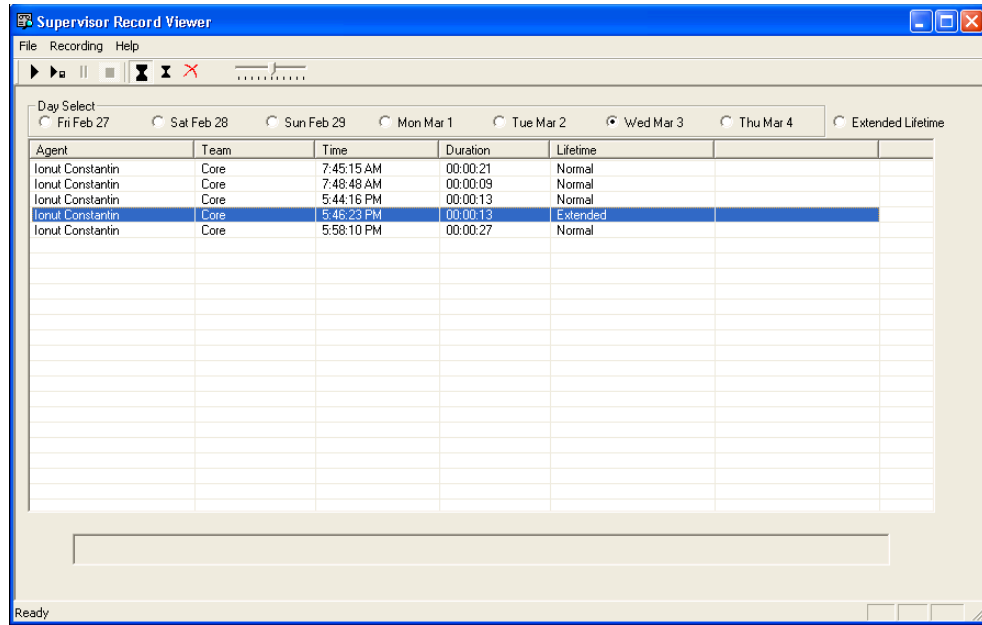 Supervisor Record Viewer
File Recording Help
Day Select
Fri Feb 27 Sat Feb 28 Sun Feb 29 Mon Mar 1 Tue Mar 2 Wed Mar 3 Thu Mar 4 Extended Lifetime
Agent Team Time Duration Lifetime
Ionut Constantin Core 7:45:15 AM 00:00:21 Normal
Ionut Constantin Core 7:48:48 AM 00:00:09 Normal
Ionut Constantin Core 5:44:16 PM 00:00:13 Normal
Ionut Constantin Core 5:46:23 PM 00:00:13 Extended
Ionut Constantin Core 5:58:10 PM 00:00:27 Normal
Ready